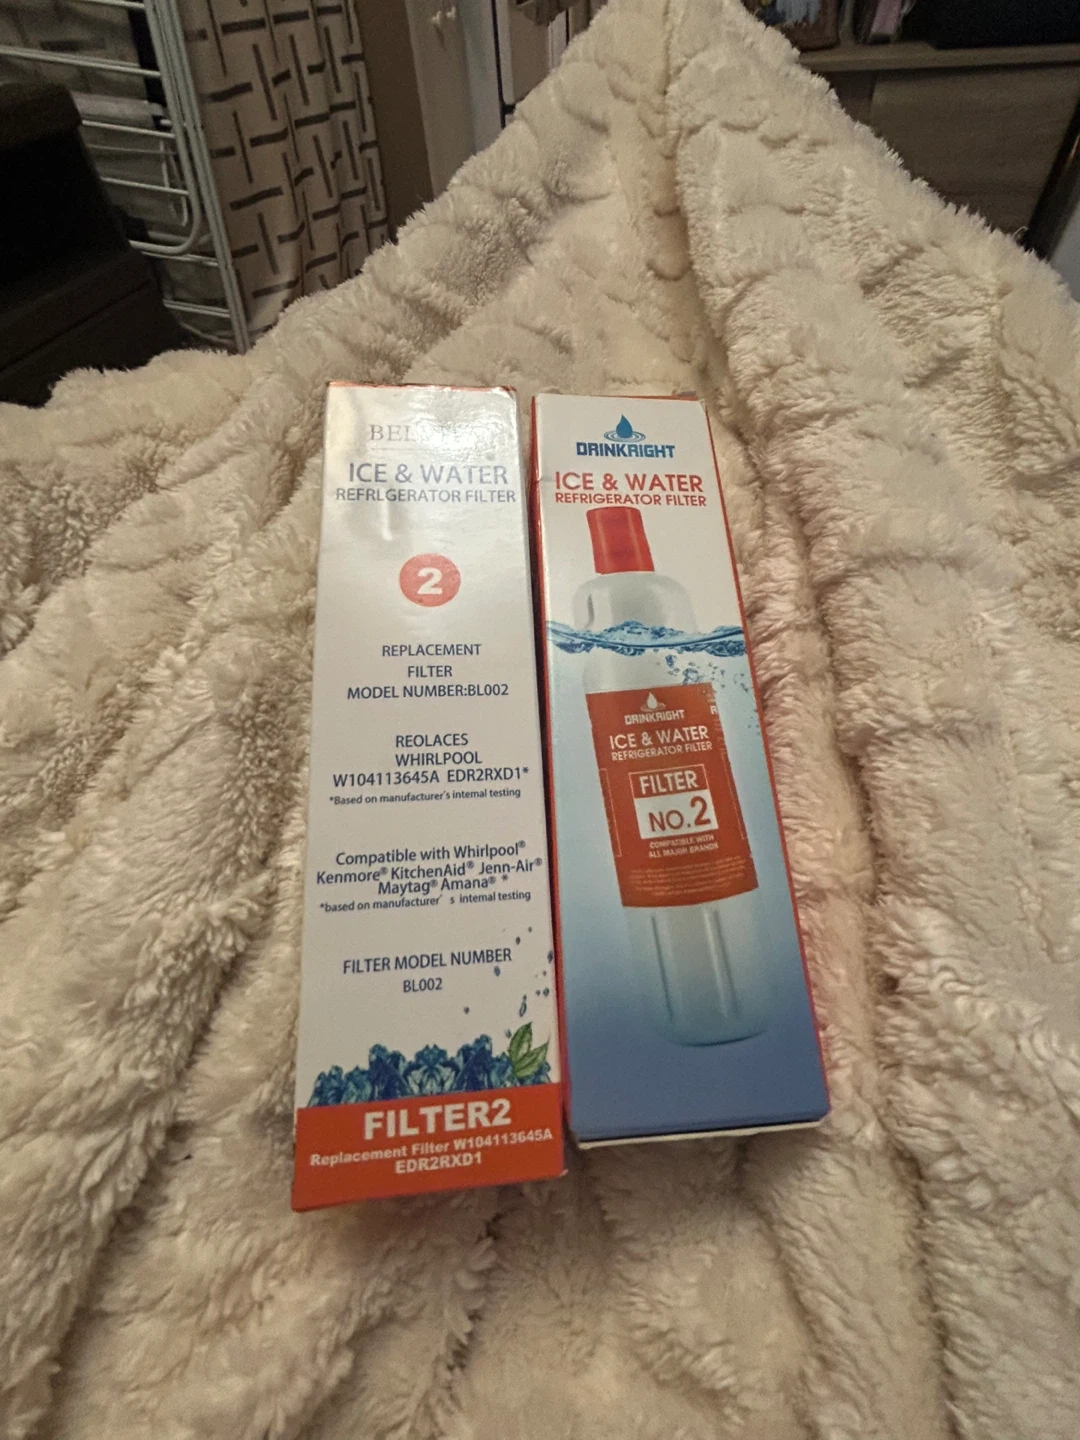 ICE & WATER
REFRLGERATOR FILTER
2
REPLACEMENT
FILTER
MODEL NUMBER:BL002
REOLACES
WHIRLPOOL
W104113645A EDR2RXD1*
*Based on manufacturer's internal testing
Compatible with Whirlpool®
Kenmore® KitchenAid® Jenn-Air®
Maytag® Amana® *
*based on manufacturer' s internal testing
FILTER MODEL NUMBER
BL002
FILTER2
Replacement Filter W104113645A
EDR2RXD1
DRINKRIGHT
ICE & WATER
REFRIGERATOR FILTER
DRINKRIGHT
ICE & WATER
REFRIGERATOR FILTER
FILTER
NO.2
COMPATIBLE WITH
ALL MAJOR BRANDS